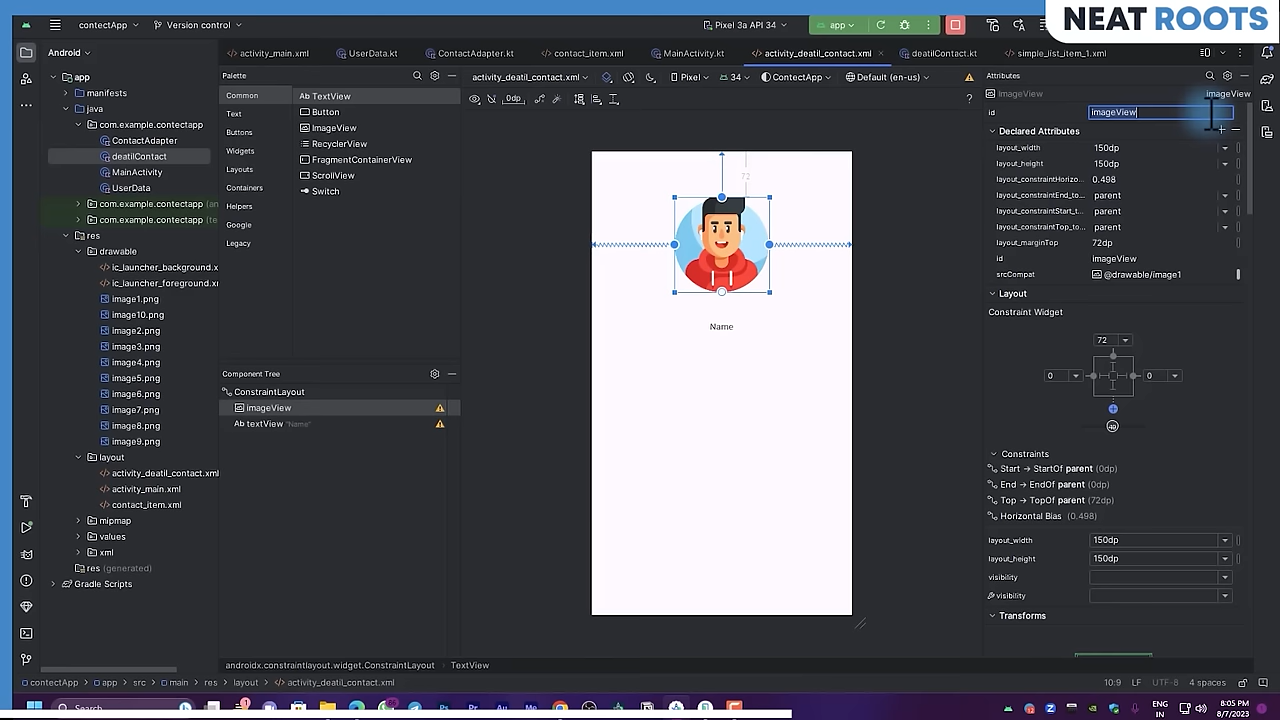 NEAT ROOTS
contectApp
Version control
Pixel 3a API 34
app
Android
activity_main.xml
UserData.kt
ContactAdapter.kt
contact_item.xml
MainActivity.kt
activity_deatil_contact.xml
deatilContact.kt
simple_list_item_1.xml
app
manifests
java
com.example.contectapp
ContactAdapter
deatilContact
MainActivity
UserData
com.example.contectapp (an
com.example.contectapp (te
res
drawable
ic_launcher_background.x
ic_launcher_foreground.x
image1.png
image10.png
image2.png
image3.png
image4.png
image5.png
image6.png
image7.png
image8.png
image9.png
layout
activity_deatil_contact.xml
activity_main.xml
contact_item.xml
mipmap
values
xml
res (generated)
Gradle Scripts
Palette
Common
Text
Buttons
Widgets
Layouts
Containers
Helpers
Google
Legacy
Ab TextView
Button
ImageView
RecyclerView
FragmentContainerView
ScrollView
Switch
Component Tree
ConstraintLayout
imageView
Ab textView "Name"
activity_deatil_contact.xml
Pixel
34
ContectApp
Default (en-us)
0dp
?
72
Name
Attributes
ImageView
imageView
id
imageView
Declared Attributes
layout_width 150dp
layout_height 150dp
layout_constraintHorizo... 0.498
layout_constraintEnd_to... parent
layout_constraintStart_t... parent
layout_constraintTop_to... parent
layout_marginTop 72dp
id imageView
srcCompat @drawable/image1
Layout
Constraint Widget
72
0
0
49
Constraints
Start → StartOf parent (0dp)
End → EndOf parent (0dp)
Top → TopOf parent (72dp)
Horizontal Bias (0,498)
layout_width 150dp
layout_height 150dp
visibility
visibility
Transforms
androidx.constraintlayout.widget.ConstraintLayout
TextView
contectApp
app
src
main
res
layout
activity_deatil_contact.xml
10:9
LF
UTF-8
4 spaces
Search
ENG
IN
8:05 PM
8/7/2023